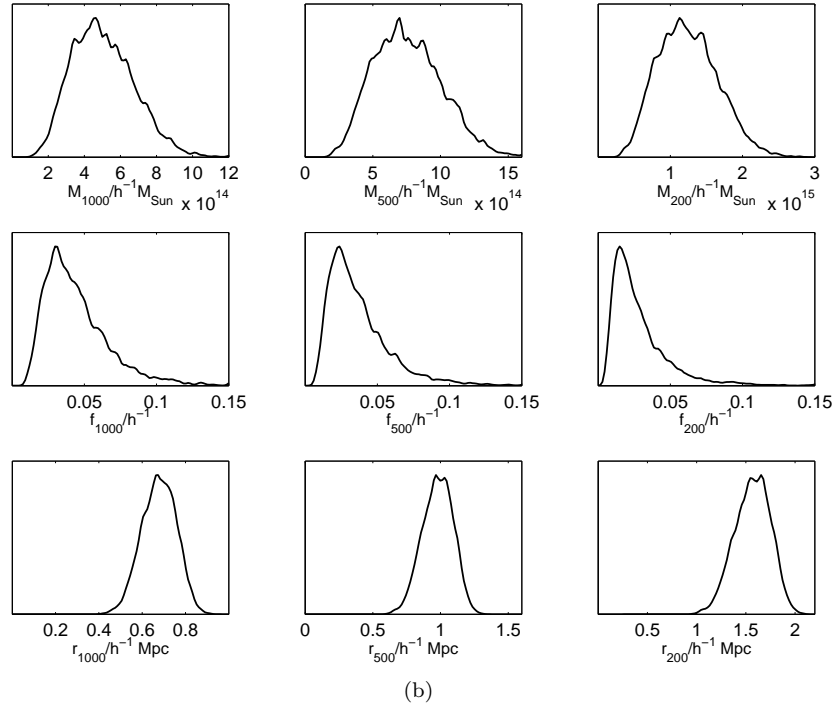 2 4 6 8 10 12
M1000/h-1MSun x 10^14
0 5 10 15
M500/h-1MSun x 10^14
0 1 2 3
M200/h-1MSun x 10^15
0.05 0.1 0.15
f1000/h-1
0 0.05 0.1 0.15
f500/h-1
0 0.05 0.1 0.15
f200/h-1
0.2 0.4 0.6 0.8
r1000/h-1 Mpc
0 0.5 1 1.5
r500/h-1 Mpc
0.5 1 1.5 2
r200/h-1 Mpc
(b)